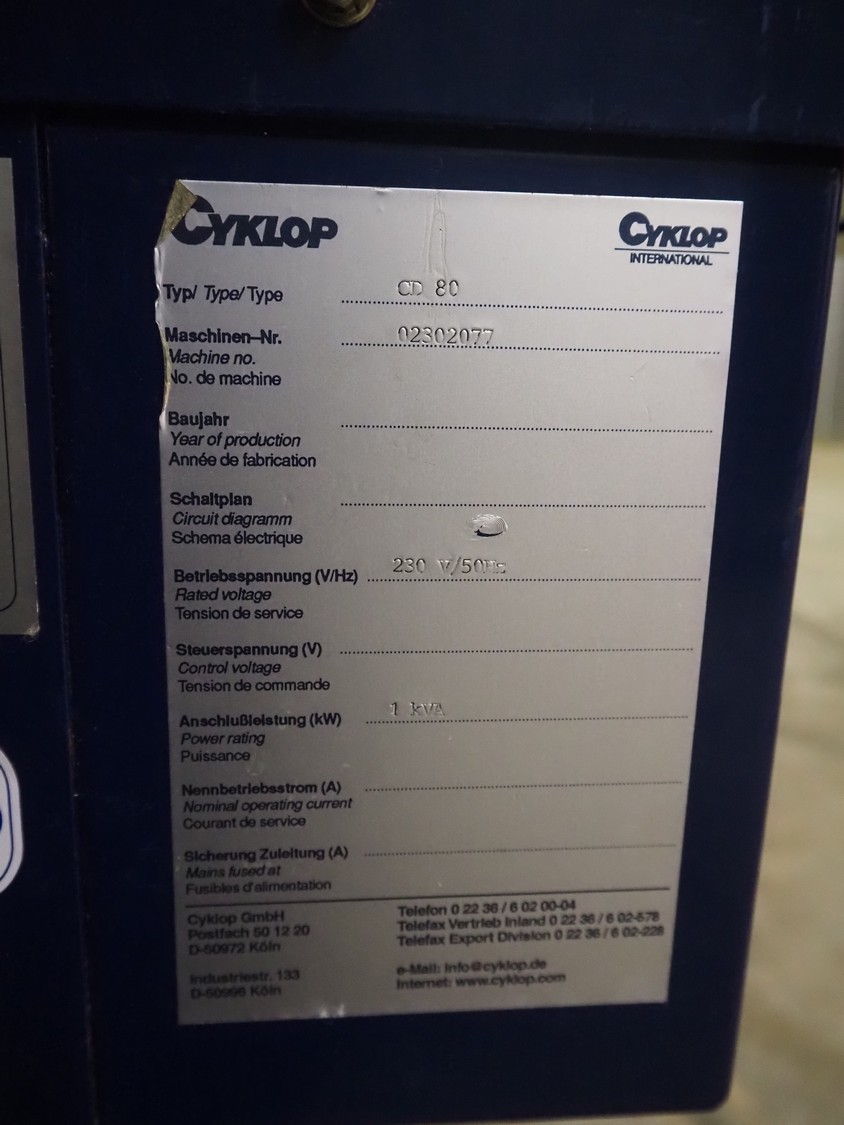 CYKLOP
CYKLOP
INTERNATIONAL
Typ/ Type/Type CD 80
Maschinen–Nr. 02302077
Machine no.
No. de machine
Baujahr
Year of production
Année de fabrication
Schaltplan
Circuit diagramm
Schema électrique
Betriebsspannung (V/Hz) 230 V/50Hz
Rated voltage
Tension de service
Steuerspannung (V)
Control voltage
Tension de commande
Anschlußleistung (kW) 1 kVA
Power rating
Puissance
Nennbetriebsstrom (A)
Nominal operating current
Courant de service
Sicherung Zuleitung (A)
Mains fused at
Fusibles d'alimentation
Cyklop GmbH
Postfach 50 12 20
D-50972 Köln
Industriestr. 133
D-50996 Köln
Telefon 0 22 36 / 6 02 00-04
Telefax Vertrieb Inland 0 22 36 / 6 02-578
Telefax Export Division 0 22 36 / 6 02-228
e-Mail: info@cyklop.de
Internet: www.cyklop.com